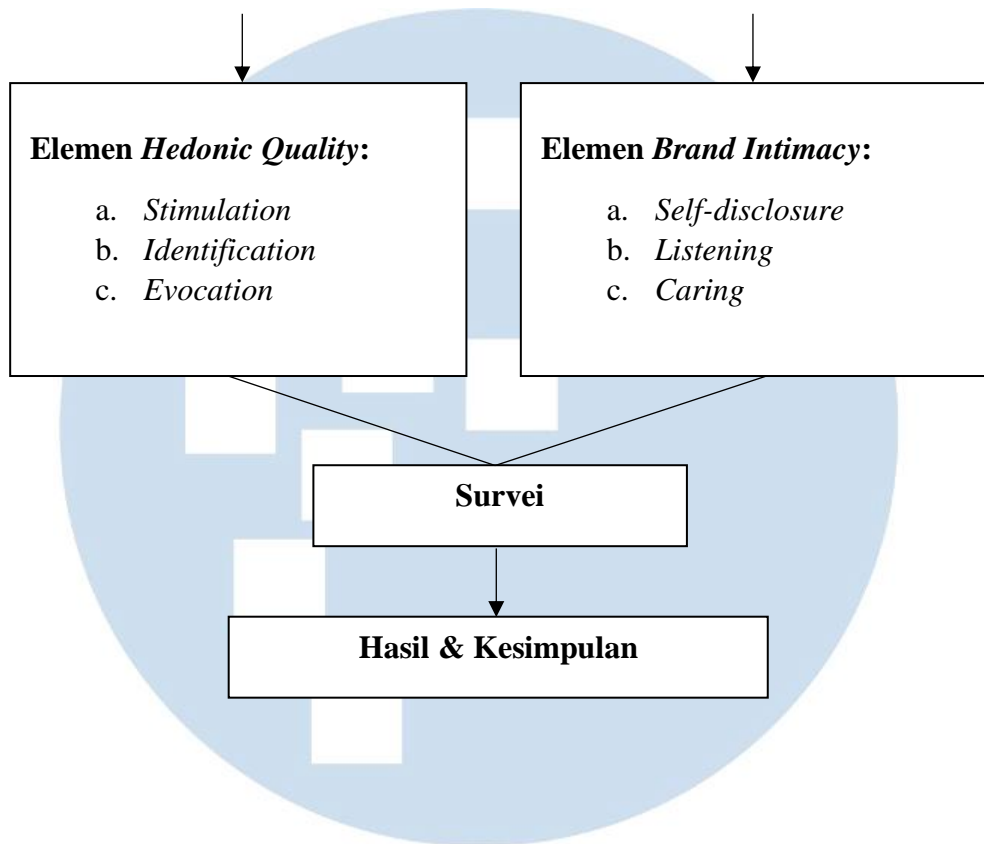 Elemen Hedonic Quality:
a. Stimulation
b. Identification
c. Evocation
Elemen Brand Intimacy:
a. Self-disclosure
b. Listening
c. Caring
Survei
Hasil & Kesimpulan